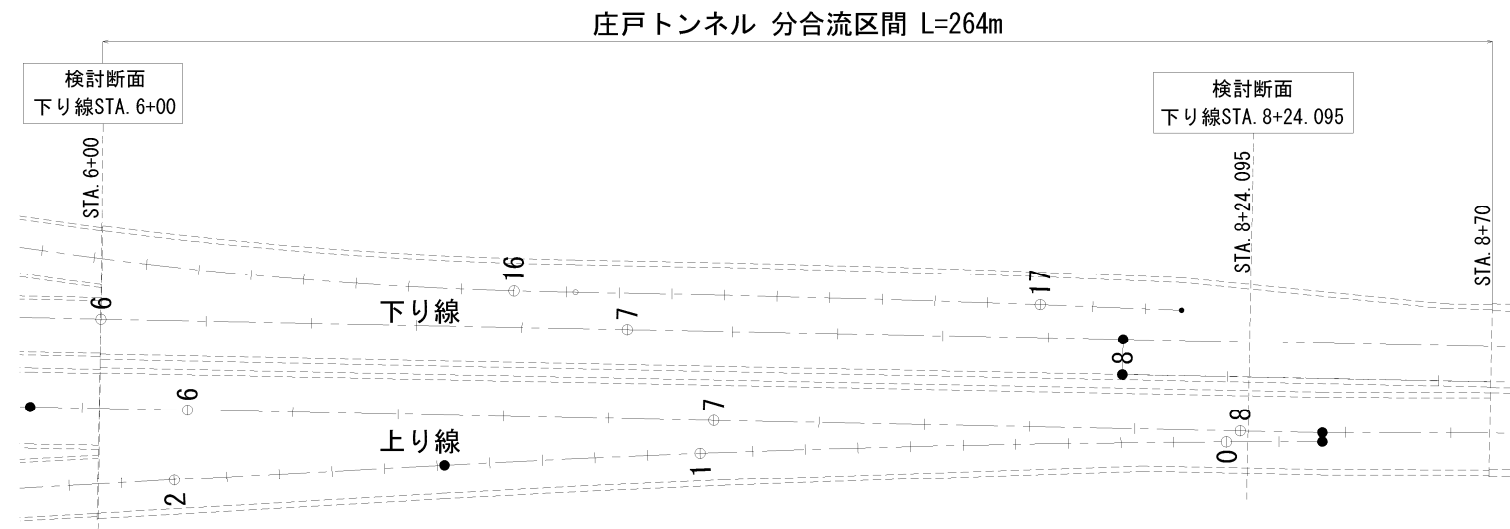 庄戸トンネル 分合流区間 L=264m
検討断面
下り線STA. 6+00
検討断面
下り線STA. 8+24.095
STA. 6+00
STA. 8+24.095
STA. 8+70
16
17
6
下り線
7
8
6
7
8
上り線
2
1
0